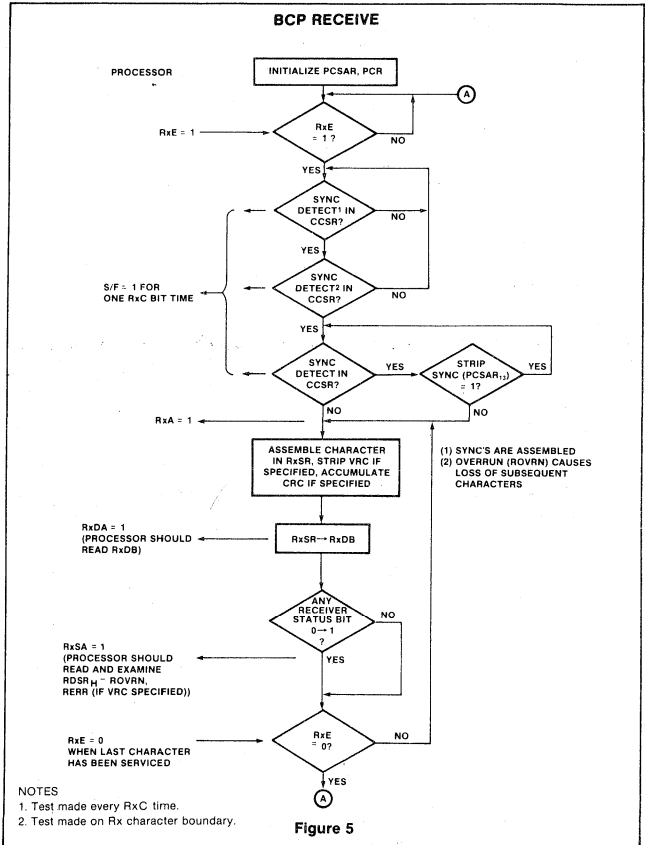 BCP RECEIVE
PROCESSOR
INITIALIZE PCSAR, PCR
A
RxE = 1
RxE
= 1 ?
NO
YES
SYNC
DETECT1 IN
CCSR?
NO
YES
S/F = 1 FOR
ONE RxC BIT TIME
SYNC
DETECT2 IN
CCSR?
NO
YES
SYNC
DETECT IN
CCSR?
YES
STRIP
SYNC (PCSAR13)
= 1?
YES
NO
NO
RxA = 1
ASSEMBLE CHARACTER
IN RxSR, STRIP VRC IF
SPECIFIED, ACCUMULATE
CRC IF SPECIFIED
(1) SYNC'S ARE ASSEMBLED
(2) OVERRUN (ROVRN) CAUSES
LOSS OF SUBSEQUENT
CHARACTERS
RxDA = 1
(PROCESSOR SHOULD
READ RxDB)
RxSR→RxDB
ANY
RECEIVER
STATUS BIT
0→1
?
NO
YES
RxSA = 1
(PROCESSOR SHOULD
READ AND EXAMINE
RDSRH – ROVRN,
RERR (IF VRC SPECIFIED))
RxE = 0
WHEN LAST CHARACTER
HAS BEEN SERVICED
RxE
= 0?
NO
YES
A
NOTES
1. Test made every RxC time.
2. Test made on Rx character boundary.
Figure 5